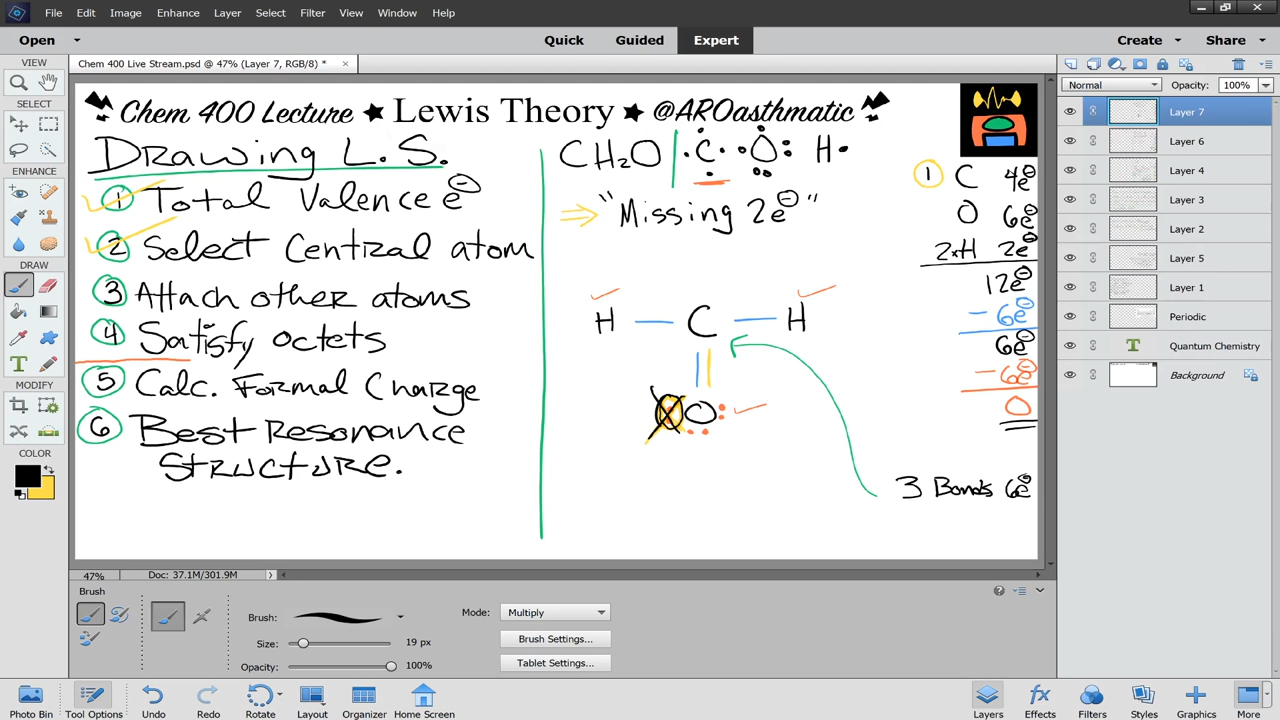 File Edit Image Enhance Layer Select Filter View Window Help
Open Quick Guided Expert Create Share
Chem 400 Live Stream.psd @ 47% (Layer 7, RGB/8) *
Normal Opacity: 100%
VIEW
SELECT
ENHANCE
DRAW
MODIFY
COLOR
Chem 400 Lecture ★ Lewis Theory ★ @AROasthmatic
Drawing L.S.
① Total Valence e⊖
② Select Central atom
③ Attach other atoms
④ Satisfy octets
⑤ Calc. Formal Charge
⑥ Best Resonance
Structure.
CH₂O C O H
⇒ "Missing 2e⊖"
H — C — H
O
① C 4e⊖
O 6e⊖
2×H 2e⊖
12e⊖
- 6e⊖
6e⊖
- 6e⊖
0
3 Bonds 6e⊖
Layer 7
Layer 6
Layer 4
Layer 3
Layer 2
Layer 5
Layer 1
Periodic
T Quantum Chemistry
Background
47% Doc: 37.1M/301.9M
Brush
Brush:
Size: 19 px
Opacity: 100%
Mode: Multiply
Brush Settings...
Tablet Settings...
Photo Bin Tool Options Undo Redo Rotate Layout Organizer Home Screen Layers Effects Filters Styles Graphics More